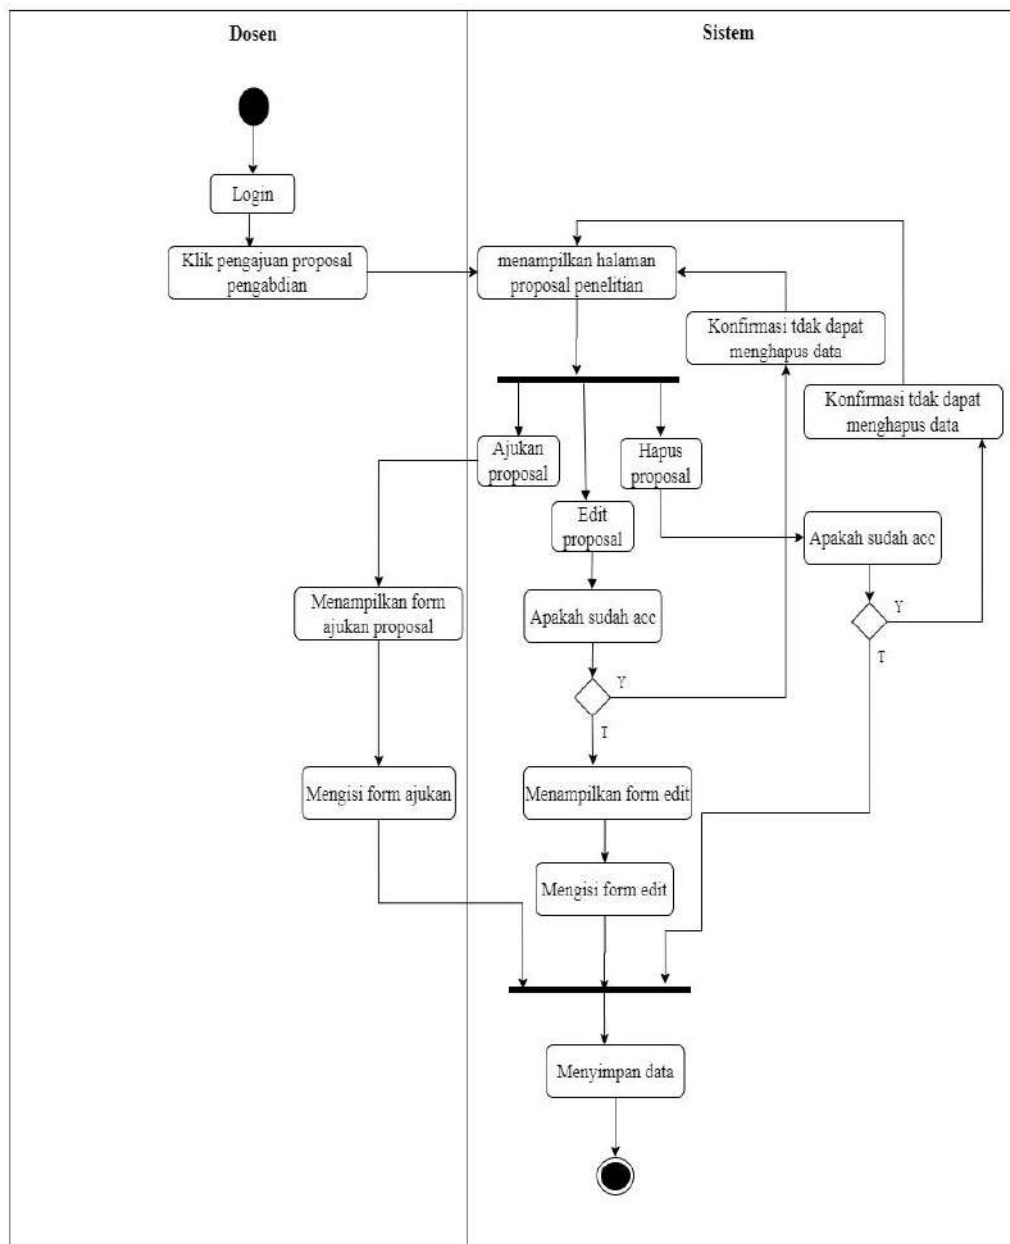 Dosen
Sistem
Login
Klik pengajuan proposal
pengabdian
menampilkan halaman
proposal penelitian
Konfirmasi tdak dapat
menghapus data
Konfirmasi tdak dapat
menghapus data
Ajukan
proposal
Hapus
proposal
Edit
proposal
Apakah sudah acc
Menampilkan form
ajukan proposal
Apakah sudah acc
Y
T
Y
T
Mengisi form ajukan
Menampilkan form edit
Mengisi form edit
Menyimpan data